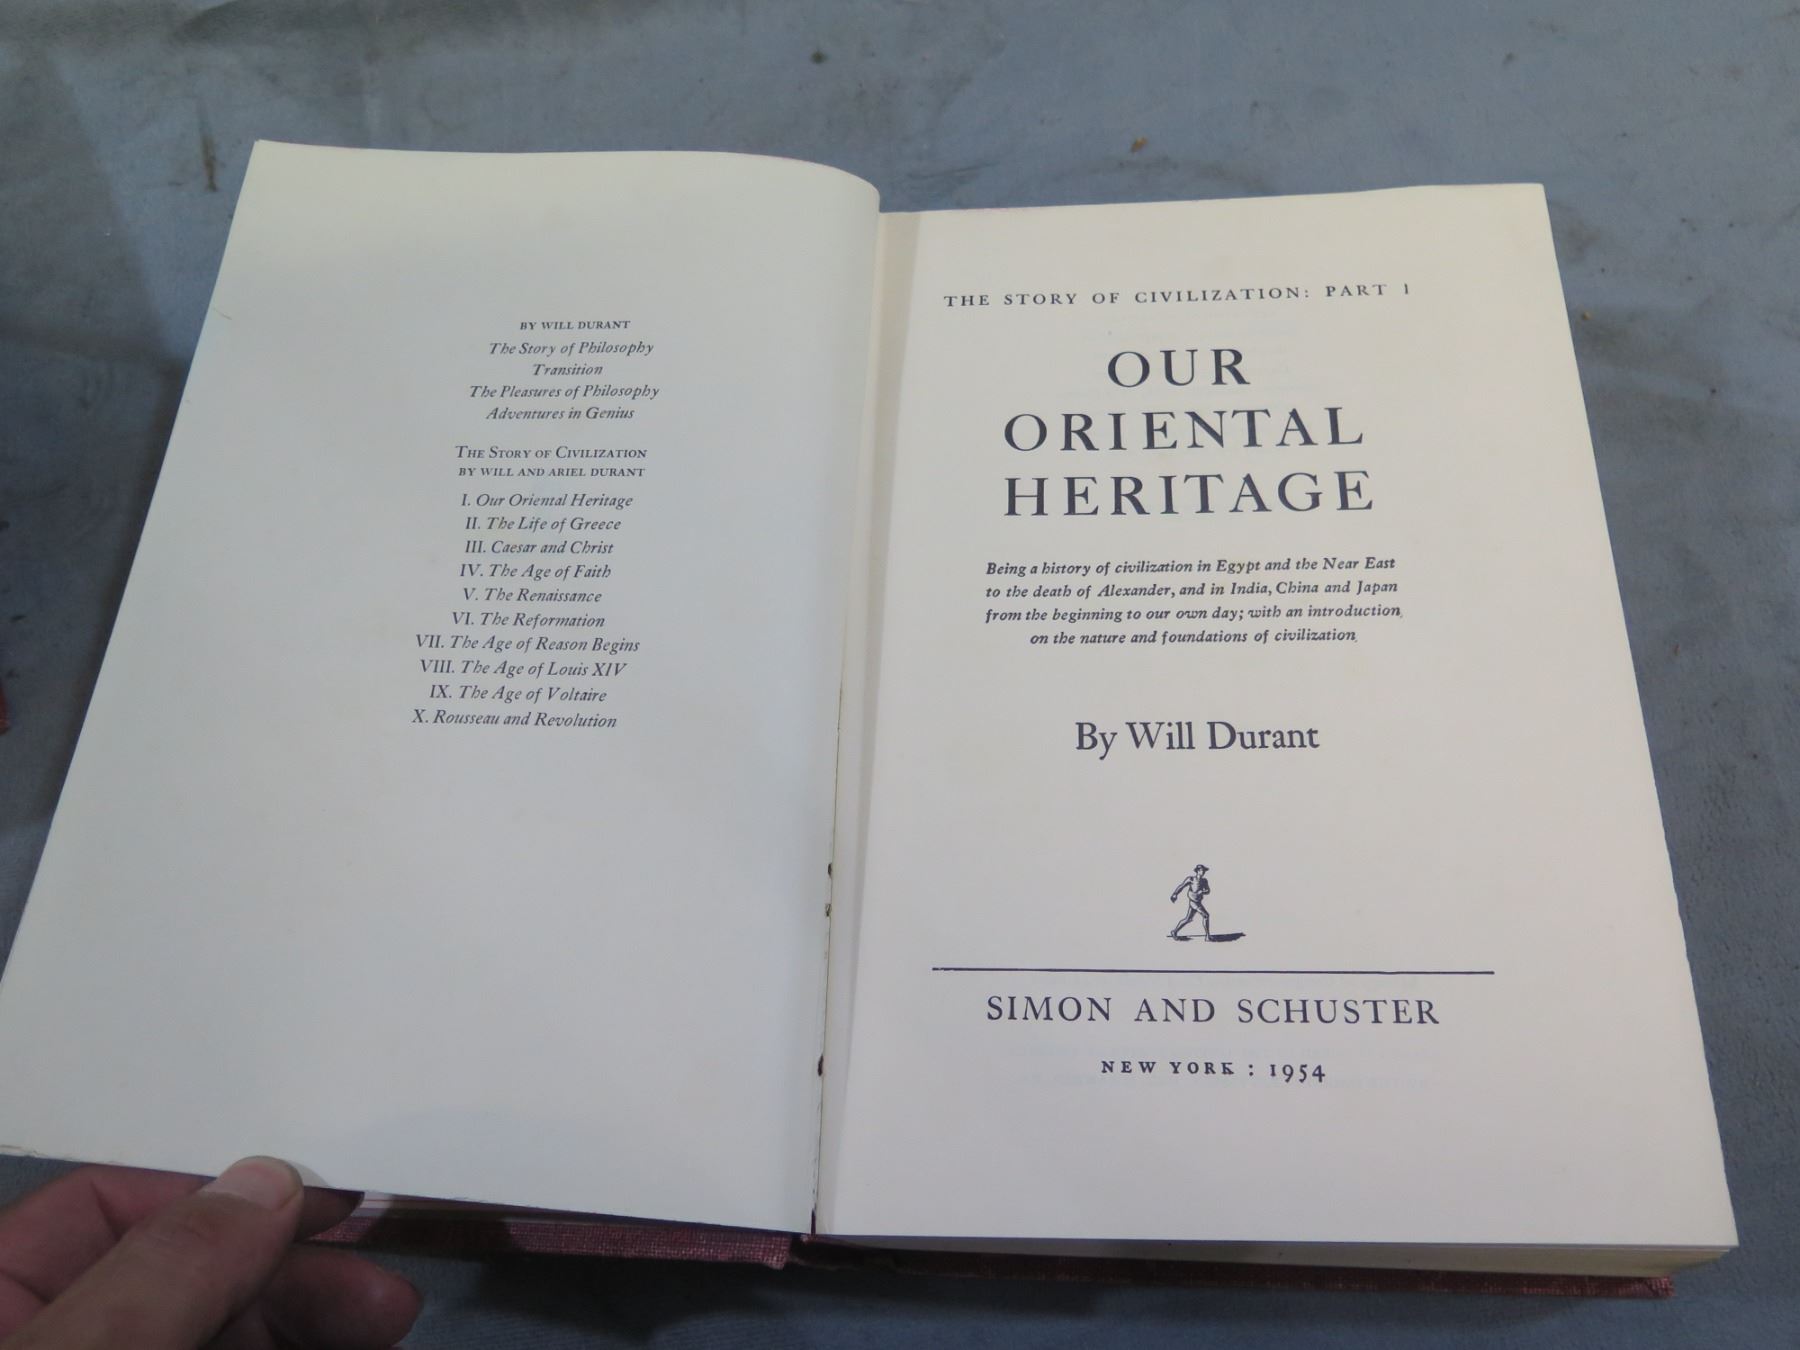 BY WILL DURANT
The Story of Philosophy
Transition
The Pleasures of Philosophy
Adventures in Genius
THE STORY OF CIVILIZATION
BY WILL AND ARIEL DURANT
I. Our Oriental Heritage
II. The Life of Greece
III. Caesar and Christ
IV. The Age of Faith
V. The Renaissance
VI. The Reformation
VII. The Age of Reason Begins
VIII. The Age of Louis XIV
IX. The Age of Voltaire
X. Rousseau and Revolution
THE STORY OF CIVILIZATION: PART I
OUR
ORIENTAL
HERITAGE
Being a history of civilization in Egypt and the Near East
to the death of Alexander, and in India, China and Japan
from the beginning to our own day; with an introduction,
on the nature and foundations of civilization.
By Will Durant
SIMON AND SCHUSTER
NEW YORK : 1954